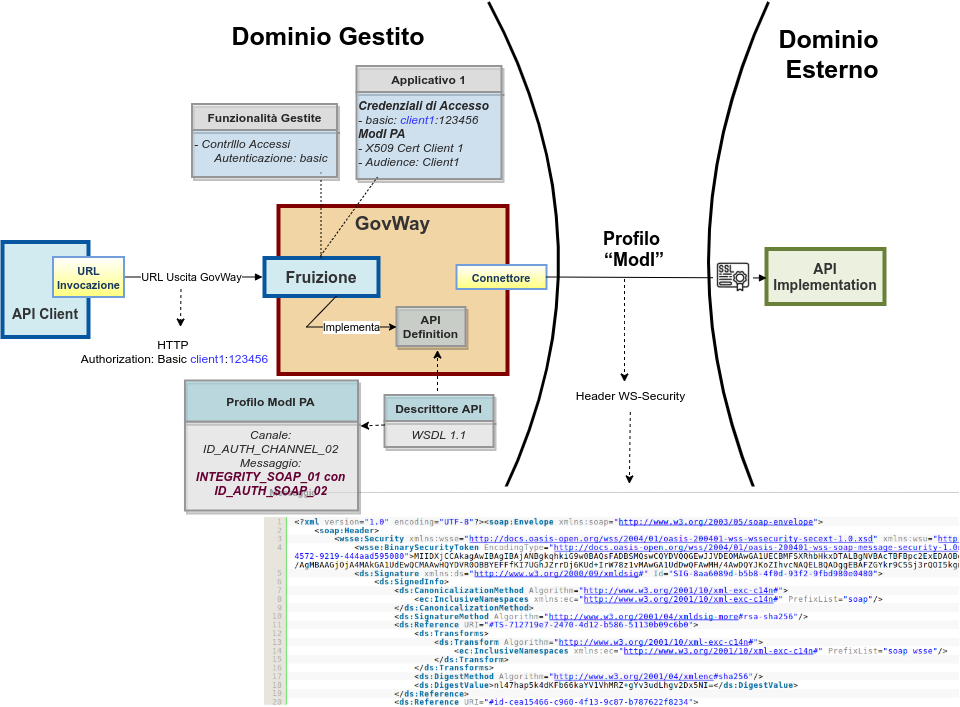 Dominio Gestito
Dominio
Esterno
Applicativo 1
Credenziali di Accesso
- basic: client1:123456
ModI PA
- X509 Cert Client 1
- Audience: Client1
Funzionalità Gestite
- Contrlllo Accessi
Autenticazione: basic
GovWay
Profilo
“ModI”
URL
Invocazione
API Client
URL Uscita GovWay
Fruizione
Connettore
SSL
API
Implementation
Implementa
API
Definition
HTTP
Authorization: Basic client1:123456
Profilo ModI PA
Canale:
ID_AUTH_CHANNEL_02
Messaggio:
INTEGRITY_SOAP_01 con
ID_AUTH_SOAP_02
Descrittore API
WSDL 1.1
Header WS-Security
1 <?xml version="1.0" encoding="UTF-8"?><soap:Envelope xmlns:soap="http://www.w3.org/2003/05/soap-envelope">
2 <soap:Header>
3 <wsse:Security xmlns:wsse="http://docs.oasis-open.org/wss/2004/01/oasis-200401-wss-wssecurity-secext-1.0.xsd" xmlns:wsu="http:
4 <wsse:BinarySecurityToken EncodingType="http://docs.oasis-open.org/wss/2004/01/oasis-200401-wss-soap-message-security-1.0
4572-9219-444aad595080">
5 <ds:Signature xmlns:ds="http://www.w3.org/2000/09/xmldsig#" Id="SIG-8aa6089d-b5b8-4f0d-93f2-9fbd980e0480">
6 <ds:SignedInfo>
7 <ds:CanonicalizationMethod Algorithm="http://www.w3.org/2001/10/xml-exc-c14n#">
8 <ec:InclusiveNamespaces xmlns:ec="http://www.w3.org/2001/10/xml-exc-c14n#" PrefixList="soap"/>
9 </ds:CanonicalizationMethod>
10 <ds:SignatureMethod Algorithm="http://www.w3.org/2001/04/xmldsig-more#rsa-sha256"/>
11 <ds:Reference URI="#TS-712719e7-2470-4d12-b586-51130b09c6b0">
12 <ds:Transforms>
13 <ds:Transform Algorithm="http://www.w3.org/2001/10/xml-exc-c14n#">
14 <ec:InclusiveNamespaces xmlns:ec="http://www.w3.org/2001/10/xml-exc-c14n#" PrefixList="soap wsse"/>
15 </ds:Transform>
16 </ds:Transforms>
17 <ds:DigestMethod Algorithm="http://www.w3.org/2001/04/xmlenc#sha256"/>
18 <ds:DigestValue>nl47hap5k4dKFb66kaYV1VhMRZ+gYv3udLhgv2Dx5NI=</ds:DigestValue>
19 </ds:Reference>
20 <ds:Reference URI="#id-cea15466-c960-4f13-9c87-b787622f8234">